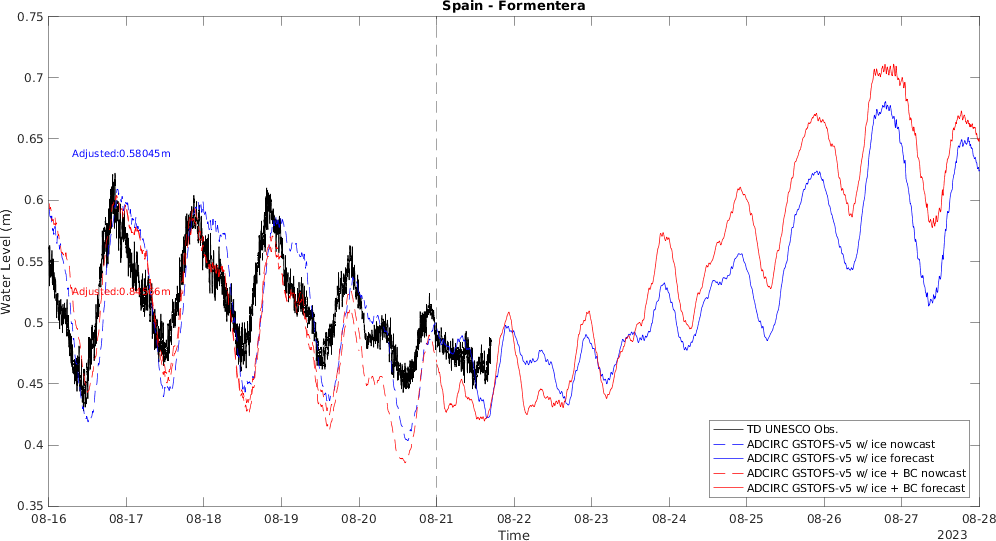 Spain - Formentera
0.75
0.7
0.65
0.6
0.55
0.5
0.45
0.4
0.35
Water Level (m)
Adjusted:0.58045m
08-16
08-17
08-18
08-19
08-20
08-21
08-22
08-23
08-24
08-25
08-26
08-27
08-28
Time
2023
TD UNESCO Obs.
ADCIRC GSTOFS-v5 w/ ice nowcast
ADCIRC GSTOFS-v5 w/ ice forecast
ADCIRC GSTOFS-v5 w/ ice + BC nowcast
ADCIRC GSTOFS-v5 w/ ice + BC forecast